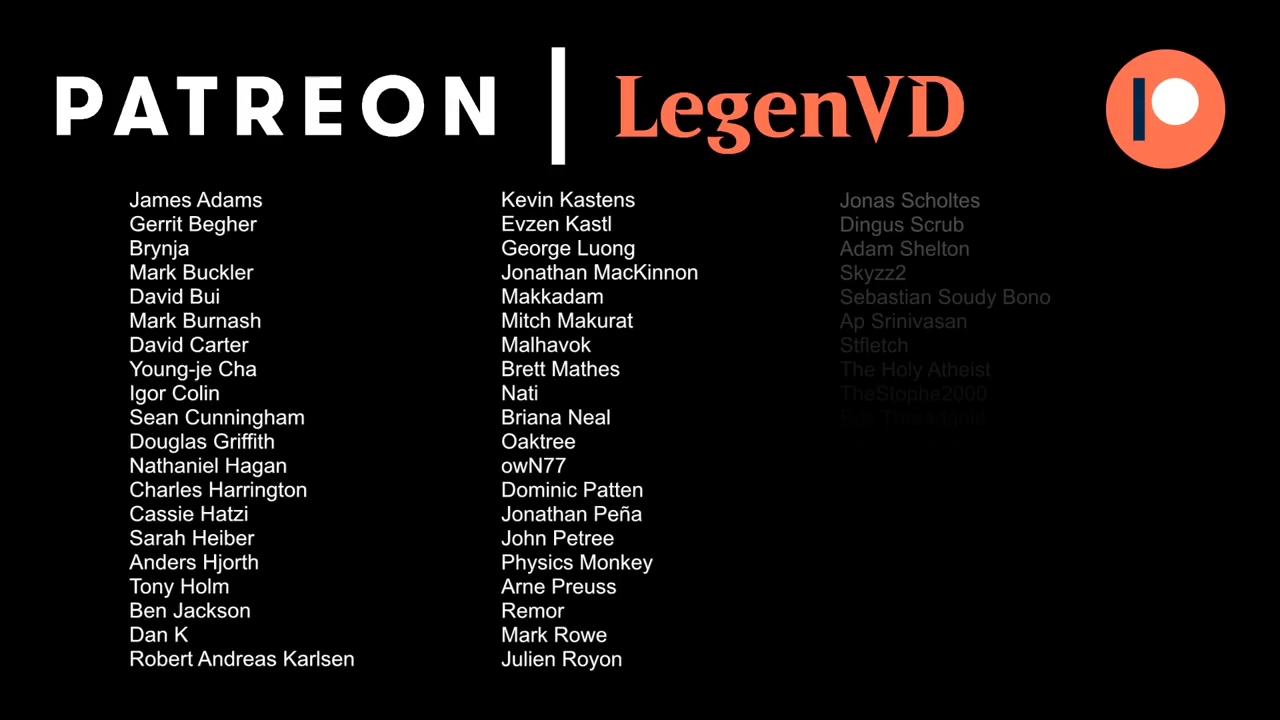 PATREON | LegenVD
James Adams
Gerrit Begher
Brynja
Mark Buckler
David Bui
Mark Burnash
David Carter
Young-je Cha
Igor Colin
Sean Cunningham
Douglas Griffith
Nathaniel Hagan
Charles Harrington
Cassie Hatzi
Sarah Heiber
Anders Hjorth
Tony Holm
Ben Jackson
Dan K
Robert Andreas Karlsen
Kevin Kastens
Evzen Kastl
George Luong
Jonathan MacKinnon
Makkadam
Mitch Makurat
Malhavok
Brett Mathes
Nati
Briana Neal
Oaktree
owN77
Dominic Patten
Jonathan Peña
John Petree
Physics Monkey
Arne Preuss
Remor
Mark Rowe
Julien Royon
Jonas Scholtes
Dingus Scrub
Adam Shelton
Skyzz2
Sebastian Soudy Bono
Ap Srinivasan
Stfletch
The Holy Atheist
TheStophe2000